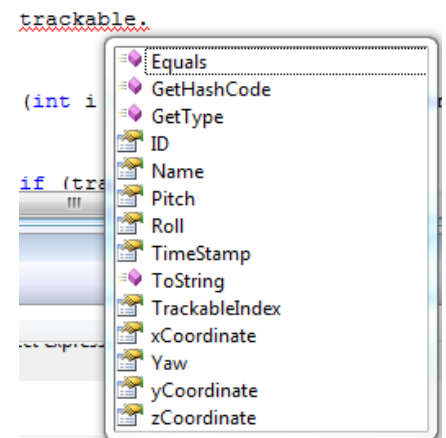 trackable.
Equals
GetHashCode
(int i
GetType
ID
Name
if (tra
Pitch
Roll
TimeStamp
ToString
TrackableIndex
xCoordinate
Yaw
yCoordinate
zCoordinate